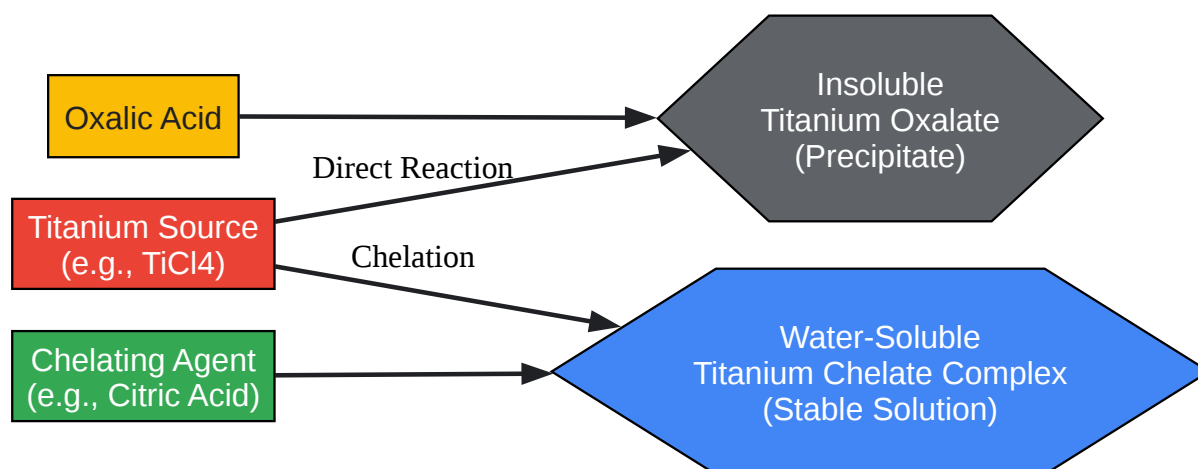 Oxalic Acid
Insoluble
Titanium Oxalate
(Precipitate)
Direct Reaction
Titanium Source
(e.g., TiCl4)
Chelation
Chelating Agent
(e.g., Citric Acid)
Water-Soluble
Titanium Chelate Complex
(Stable Solution)